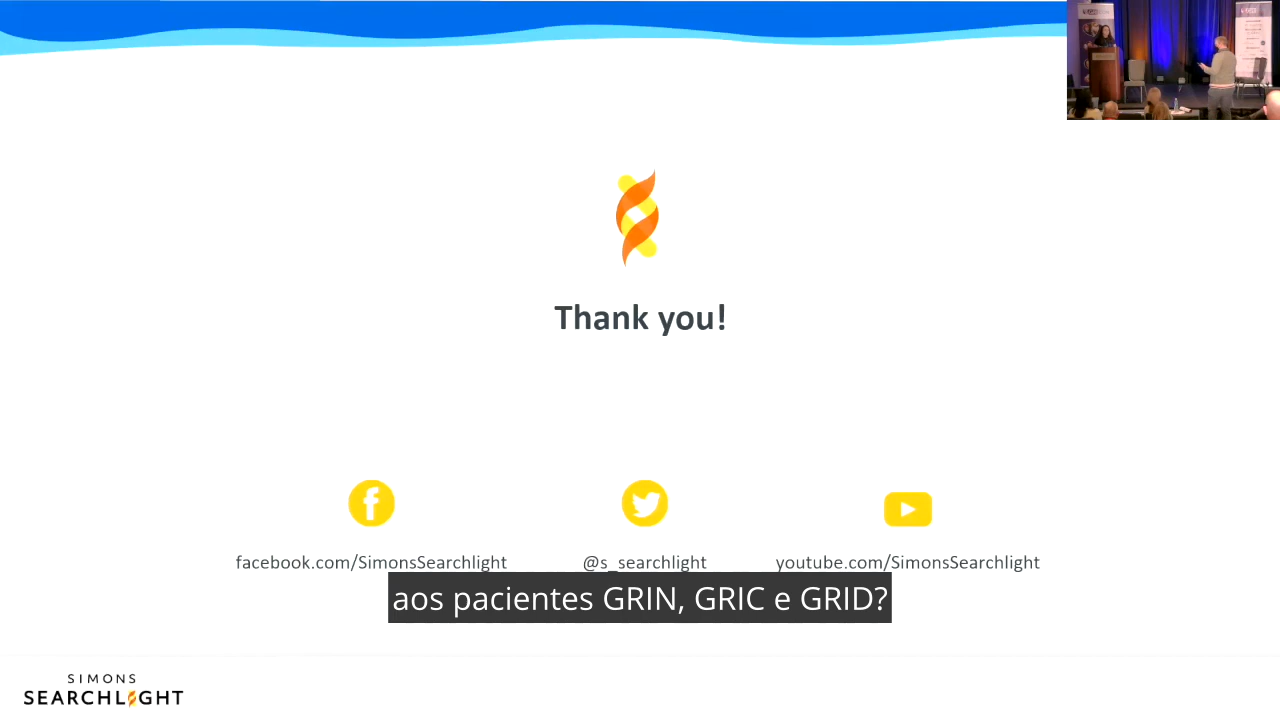 Thank you!
facebook.com/SimonsSearchlight
@s_searchlight
youtube.com/SimonsSearchlight
aos pacientes GRIN, GRIC e GRID?
SIMONS
SEARCHLIGHT